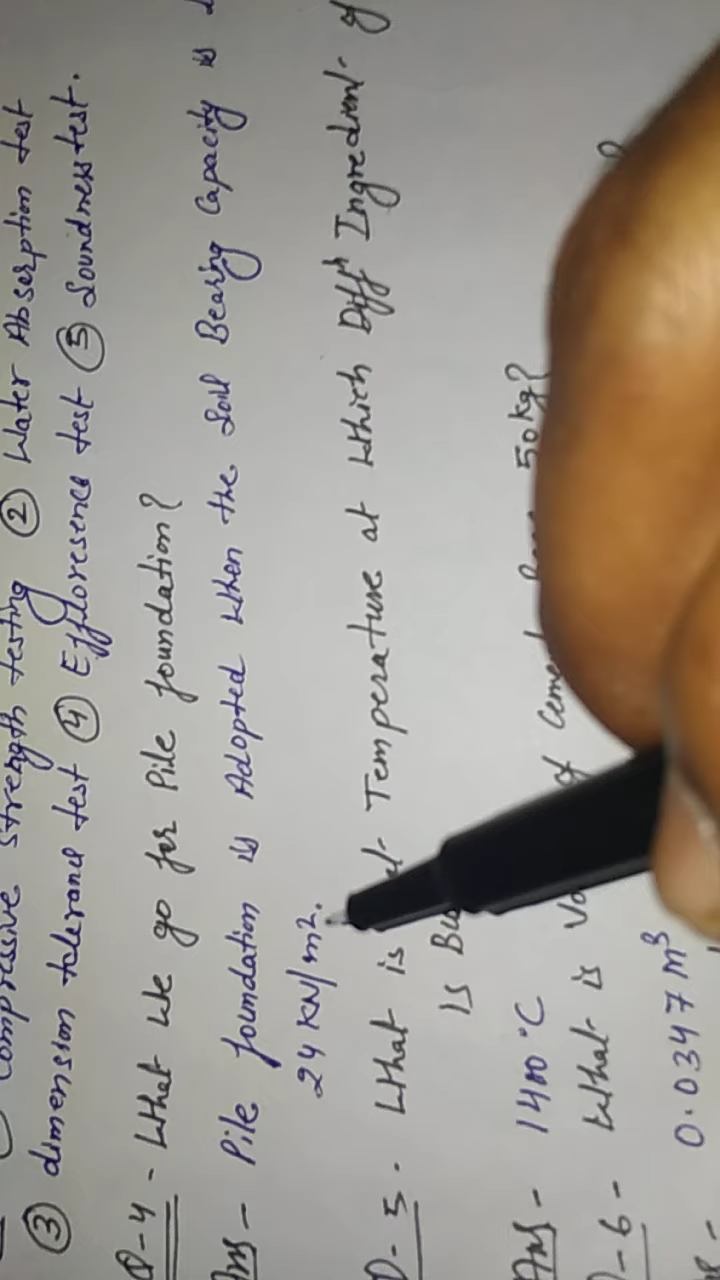 Compressive strength testing ② Water Absorption test
③ dimension tolerance test ④ Effloresence test ⑤ Soundness test.
Q-4 - What We go for Pile foundation?
Ans - Pile foundation is Adopted When the Soil Bearing Capacity is
24 KN/m².
Q-5. What is Temperature at Which Diffⁿ Ingredient of
Is
Ans - 1400°C
Q-6 - What is of Cement 50kg?
0.0347 m³